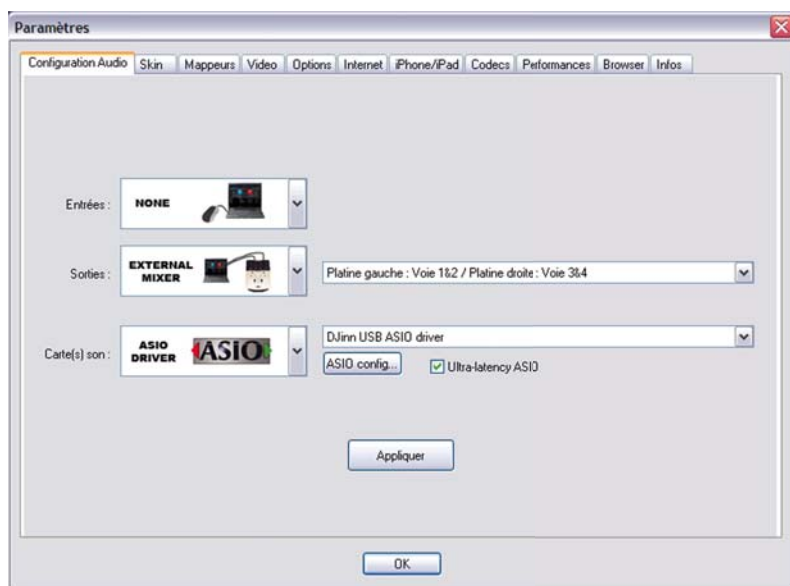 Paramètres
Configuration Audio Skin Mappeurs Video Options Internet iPhone/iPad Codecs Performances Browser Infos
Entrées : NONE
Sorties : EXTERNAL MIXER Platine gauche : Voie 1&2 / Platine droite : Voie 3&4
Carte(s) son : ASIO DRIVER ASIO DJinn USB ASIO driver
ASIO config... Ultra-latency ASIO
Appliquer
OK